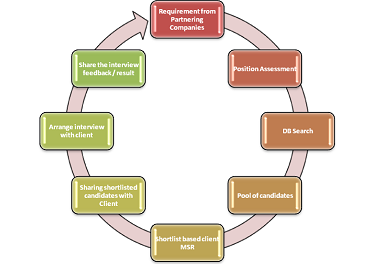 Requirement from
Partnering
Companies
Position Assessment
DB Search
Pool of candidates
Shortlist based client
MSR
Sharing shortlisted
candidates with
Client
Arrange interview
with client
Share the interview
feedback / result